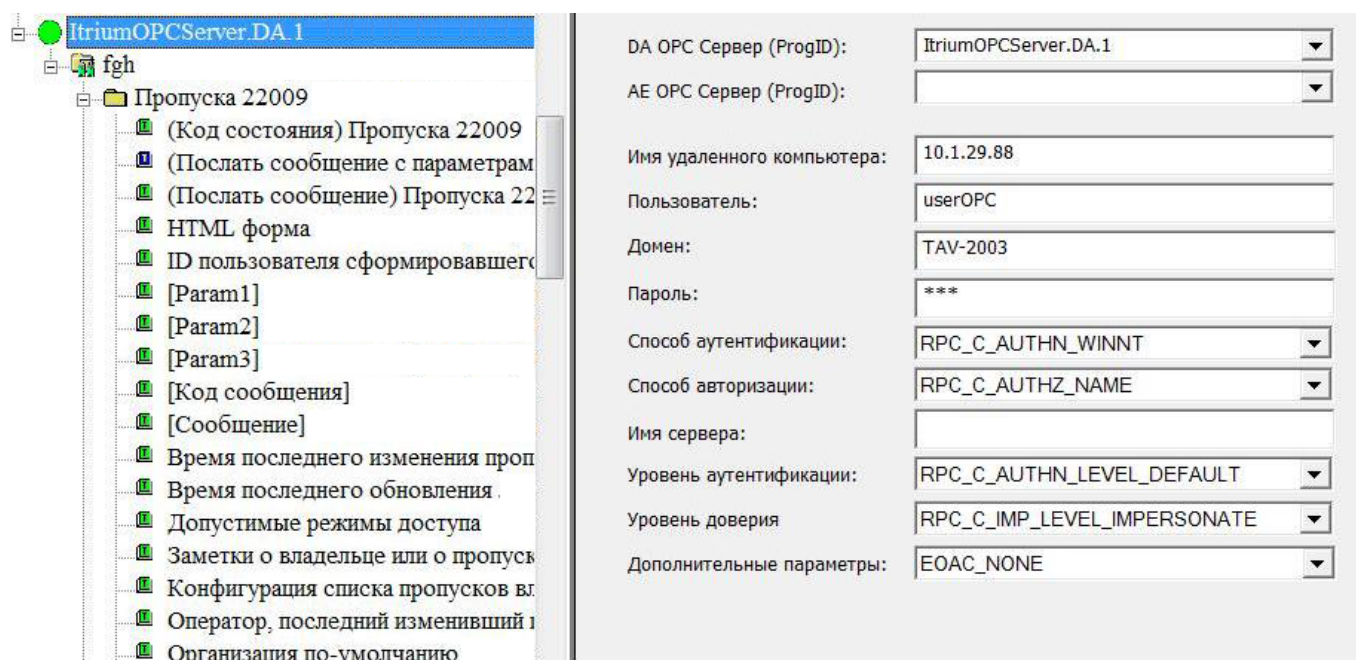 ItriumOPCServer.DA.1
fgh
Пропуска 22009
(Код состояния) Пропуска 22009
(Послать сообщение с параметрам
(Послать сообщение) Пропуска 22
HTML форма
ID пользователя сформировавшего
[Param1]
[Param2]
[Param3]
[Код сообщения]
[Сообщение]
Время последнего изменения проп
Время последнего обновления
Допустимые режимы доступа
Заметки о владельце или о пропуск
Конфигурация списка пропусков вл
Оператор, последний изменивший
Организация по-умолчанию
DA OPC Сервер (ProgID): ItriumOPCServer.DA.1
AE OPC Сервер (ProgID):
Имя удаленного компьютера: 10.1.29.88
Пользователь: userOPC
Домен: TAV-2003
Пароль: ***
Способ аутентификации: RPC_C_AUTHN_WINNT
Способ авторизации: RPC_C_AUTHZ_NAME
Имя сервера:
Уровень аутентификации: RPC_C_AUTHN_LEVEL_DEFAULT
Уровень доверия RPC_C_IMP_LEVEL_IMPERSONATE
Дополнительные параметры: EOAC_NONE